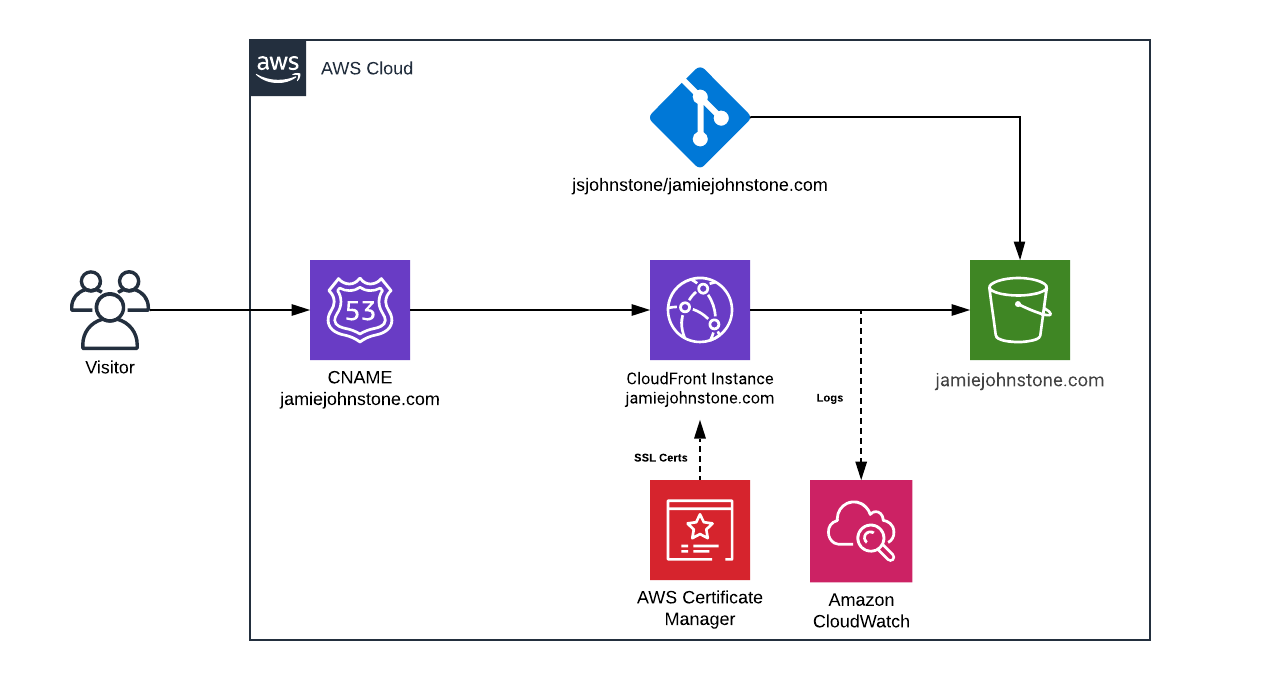 aws
AWS Cloud
jsjohnstone/jamiejohnstone.com
53
Visitor
CNAME
jamiejohnstone.com
CloudFront Instance
jamiejohnstone.com
jamiejohnstone.com
Logs
SSL Certs
AWS Certificate
Manager
Amazon
CloudWatch